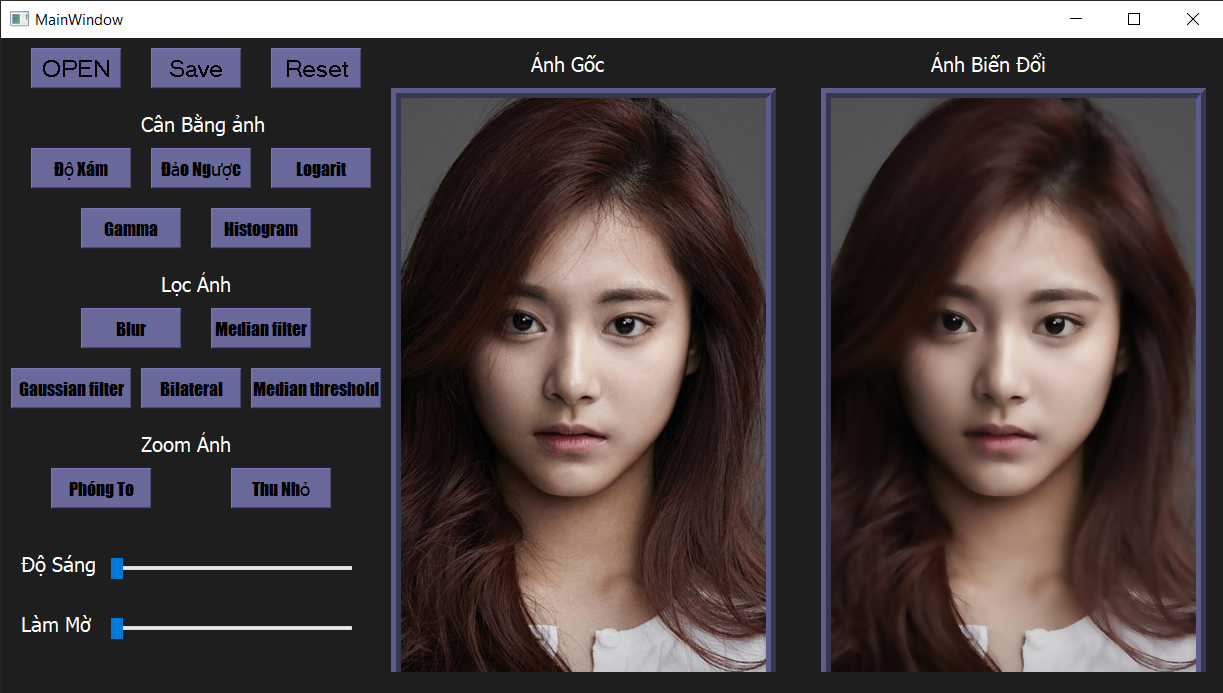 MainWindow
OPEN Save Reset
Ảnh Gốc
Ảnh Biến Đổi
Cân Bằng ảnh
Độ Xám Đảo Ngược Logarit
Gamma Histogram
Lọc Ảnh
Blur Median filter
Gaussian filter Bilateral Median threshold
Zoom Ảnh
Phóng To Thu Nhỏ
Độ Sáng
Làm Mờ